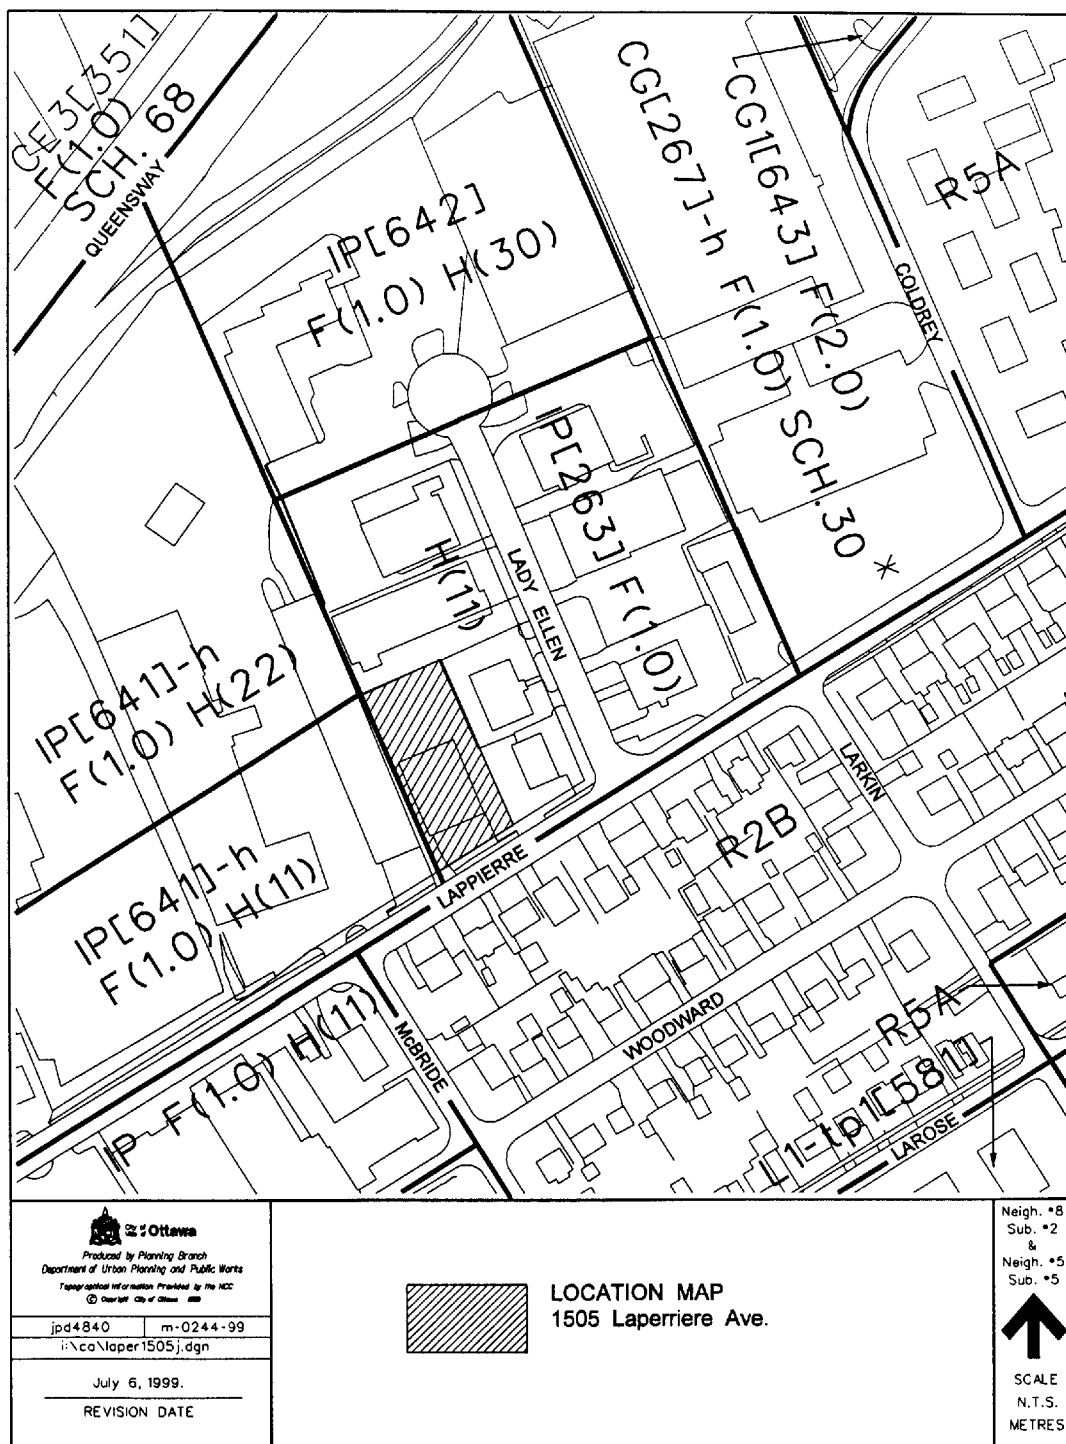 CE3[351]
F(1.0)
SCH. 68
QUEENSWAY
IP[642]
F(1.0) H(30)
CG[267]-h F(1.0) SCH.30 *
CG1[643] F(2.0)
COLDREY
R5A
IP[263] F(1.0)
H(11)
LADY ELLEN
IP[641]-h
F(1.0) H(22)
IP[641]-h
F(1.0) H(11)
LAPPIERRE
LARKIN
R2B
IP F(1.0) H(11)
McBRIDE
WOODWARD
R5A
L1-tp1[581]
LAROSE
City of Ottawa
Produced by Planning Branch
Department of Urban Planning and Public Works
Topographical Information Provided by the NCC
© Copyright City of Ottawa
jpd4840
m-0244-99
i:\co\laper1505j.dgn
July 6, 1999.
REVISION DATE
LOCATION MAP
1505 Laperriere Ave.
Neigh. *8
Sub. *2
&
Neigh. *5
Sub. *5
SCALE
N.T.S.
METRES